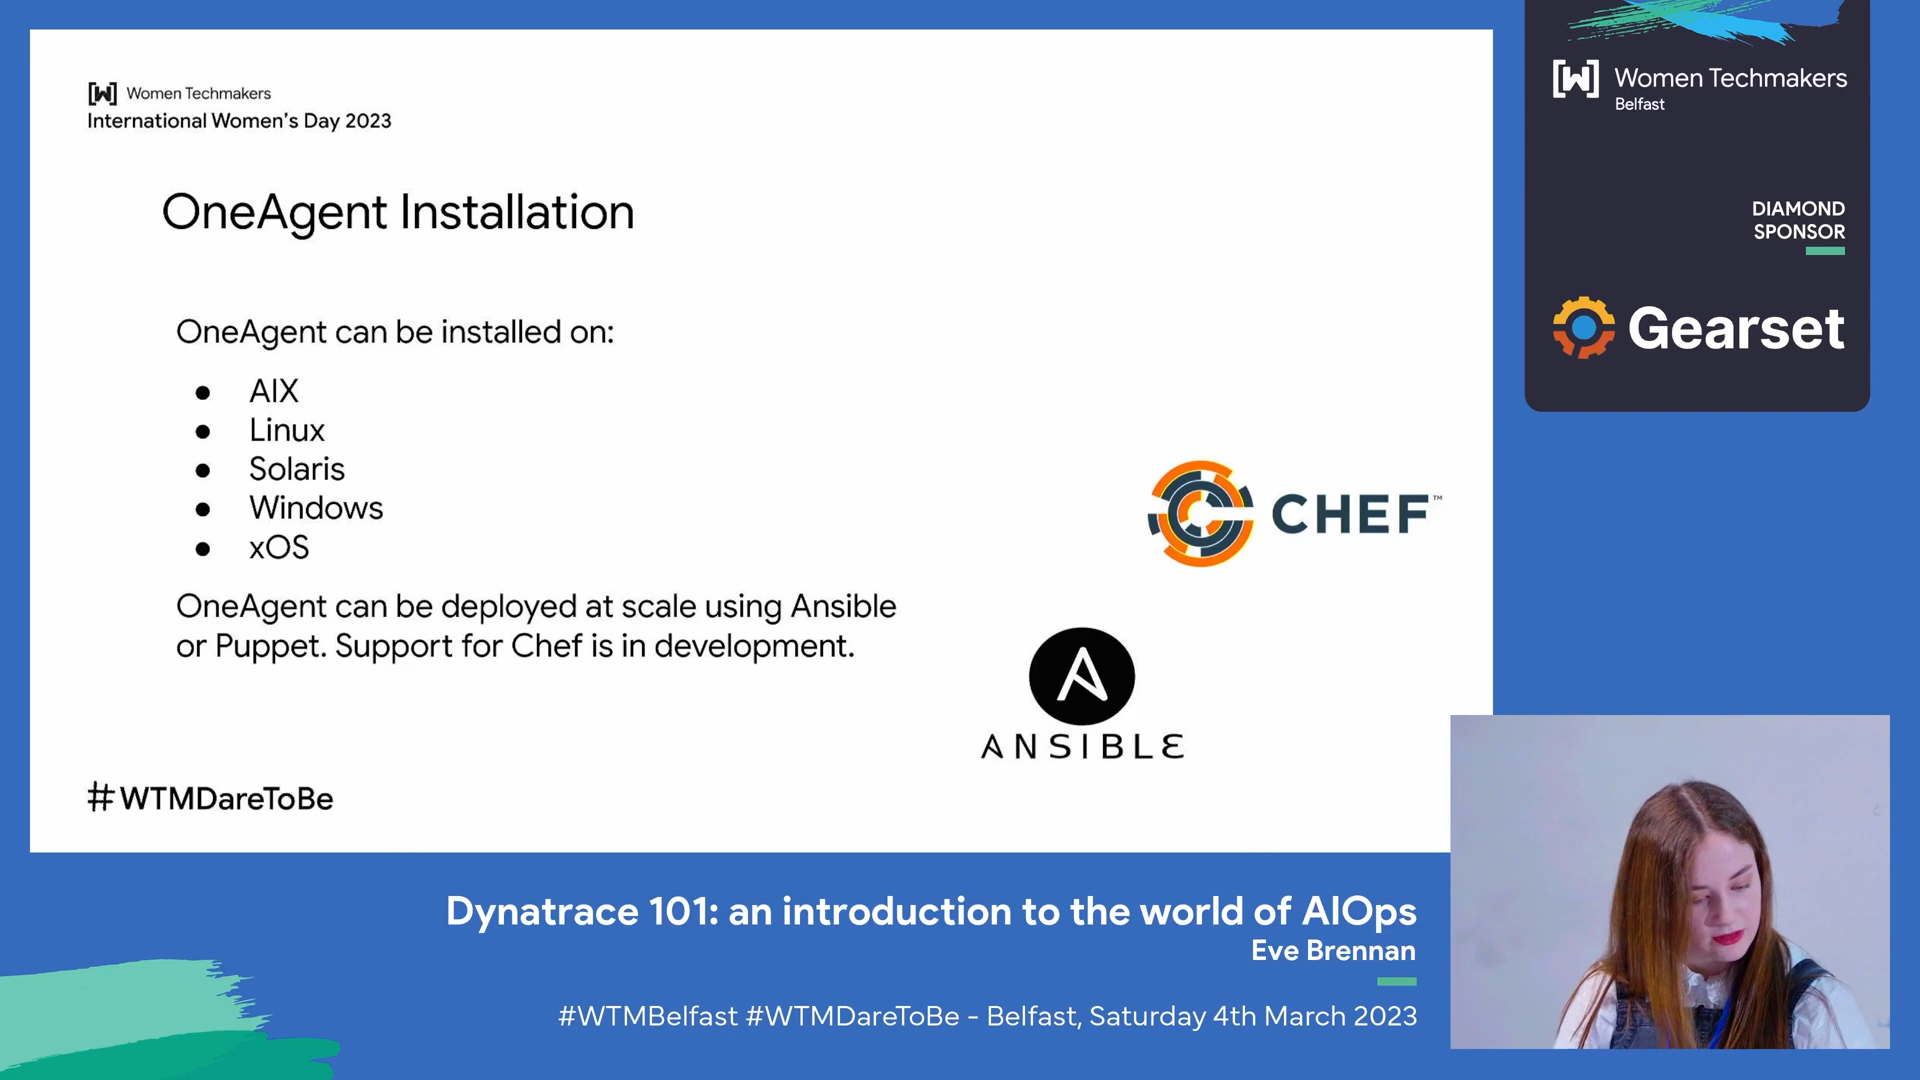 Women Techmakers
International Women's Day 2023
OneAgent Installation
OneAgent can be installed on:
● AIX
● Linux
● Solaris
● Windows
● xOS
OneAgent can be deployed at scale using Ansible
or Puppet. Support for Chef is in development.
CHEF™
ANSIBLE
#WTMDareToBe
Women Techmakers
Belfast
DIAMOND
SPONSOR
Gearset
Dynatrace 101: an introduction to the world of AIOps
Eve Brennan
#WTMBelfast #WTMDareToBe - Belfast, Saturday 4th March 2023